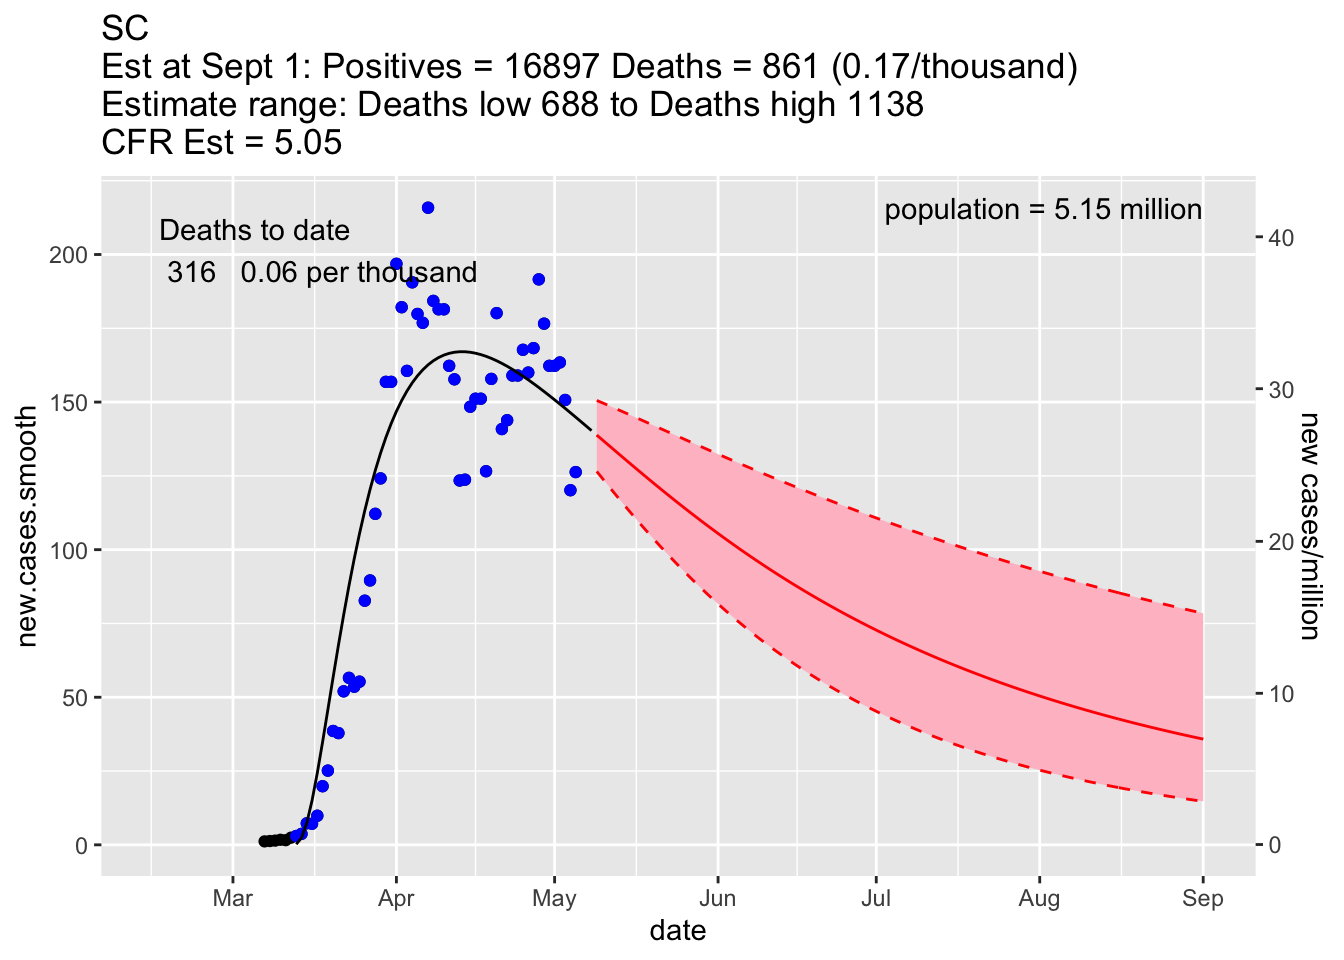 SC
Est at Sept 1: Positives = 16897 Deaths = 861 (0.17/thousand)
Estimate range: Deaths low 688 to Deaths high 1138
CFR Est = 5.05
Deaths to date
316 0.06 per thousand
population = 5.15 million
200
150
100
50
0
new.cases.smooth
40
30
20
10
0
new cases/million
Mar Apr May Jun Jul Aug Sep
date